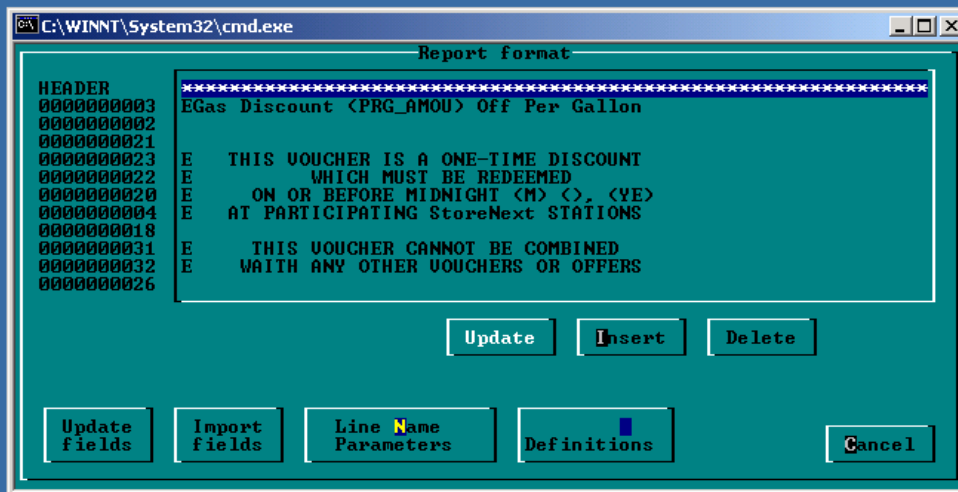 C:\WINNT\System32\cmd.exe
Report format
HEADER ***************************************************************
0000000003 EGas Discount (PRG_AMOU) Off Per Gallon
0000000002
0000000021
0000000023 E THIS VOUCHER IS A ONE-TIME DISCOUNT
0000000022 E WHICH MUST BE REDEEMED
0000000020 E ON OR BEFORE MIDNIGHT (M) (), (YE)
0000000004 E AT PARTICIPATING StoreNext STATIONS
0000000018
0000000031 E THIS VOUCHER CANNOT BE COMBINED
0000000032 E WAITH ANY OTHER VOUCHERS OR OFFERS
0000000026
Update Insert Delete
Update fields
Import fields
Line Name Parameters
Definitions
Cancel